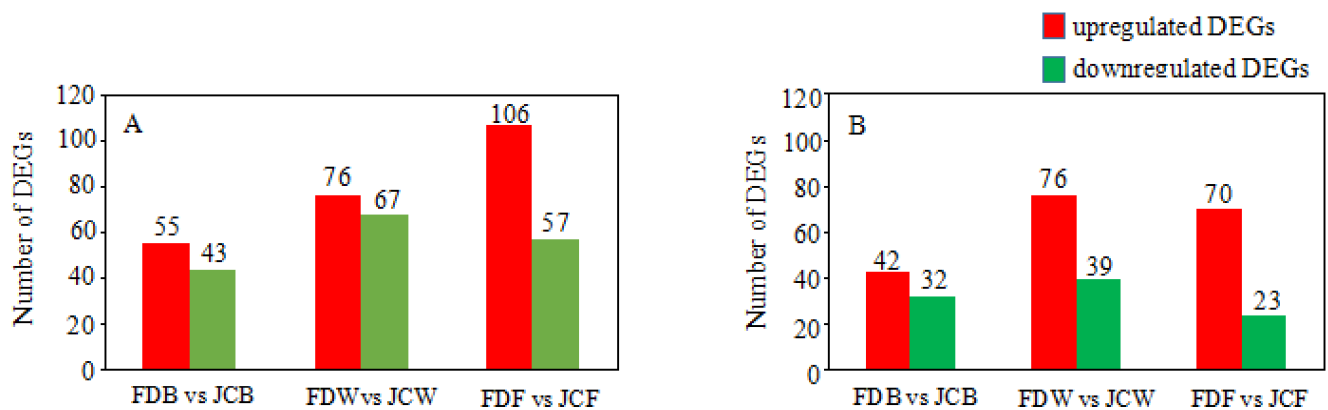 upregulated DEGs
downregulated DEGs
A
Number of DEGs
120
100
80
60
40
20
0
55
43
76
67
106
57
FDB vs JCB
FDW vs JCW
FDF vs JCF
B
Number of DEGs
120
100
80
60
40
20
0
42
32
76
39
70
23
FDB vs JCB
FDW vs JCW
FDF vs JCF